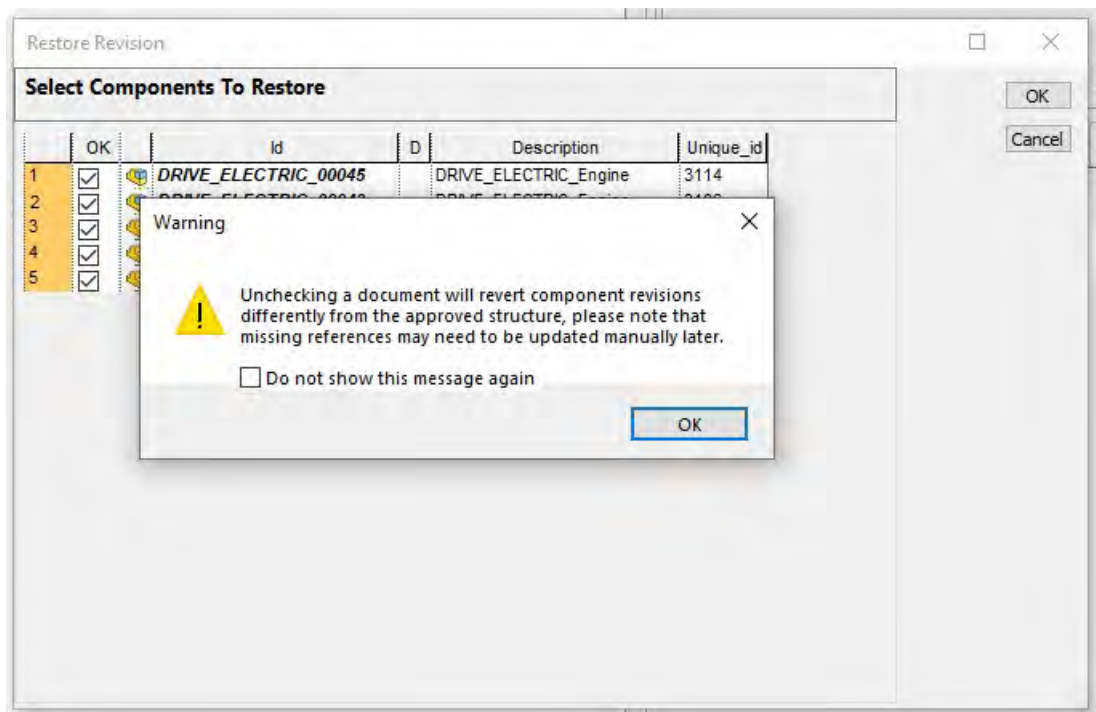 Restore Revision
Select Components To Restore
OK
Cancel
OK Id D Description Unique_id
1 DRIVE_ELECTRIC_00045 DRIVE_ELECTRIC_Engine 3114
2
3
4
5
Warning
Unchecking a document will revert component revisions
differently from the approved structure, please note that
missing references may need to be updated manually later.
Do not show this message again
OK